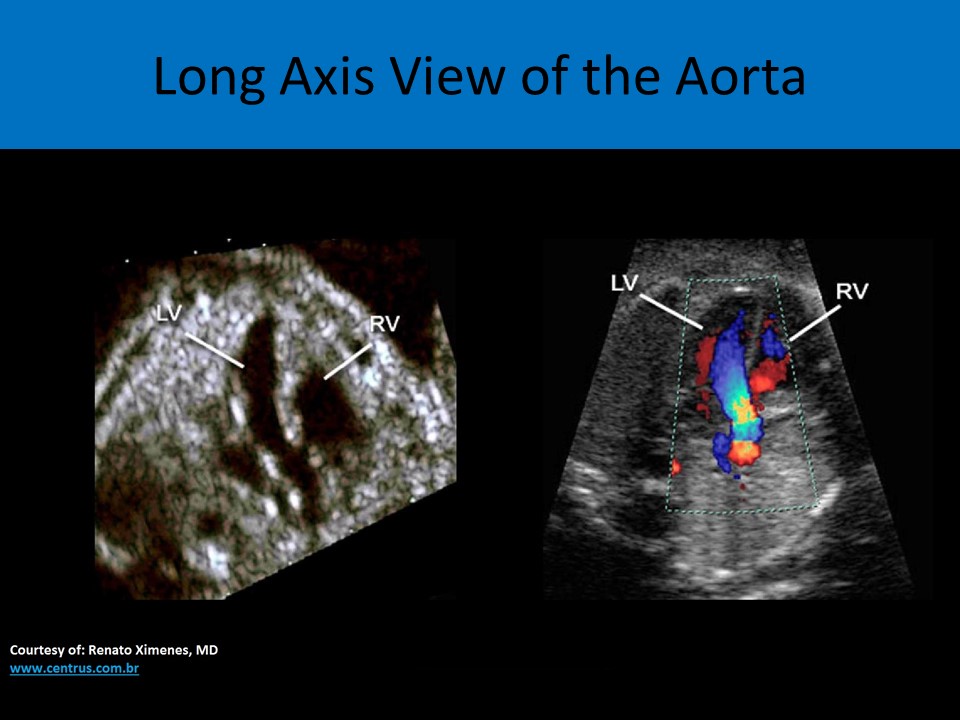 Long Axis View of the Aorta
LV
RV
LV
RV
Courtesy of: Renato Ximenes, MD
www.centrus.com.br